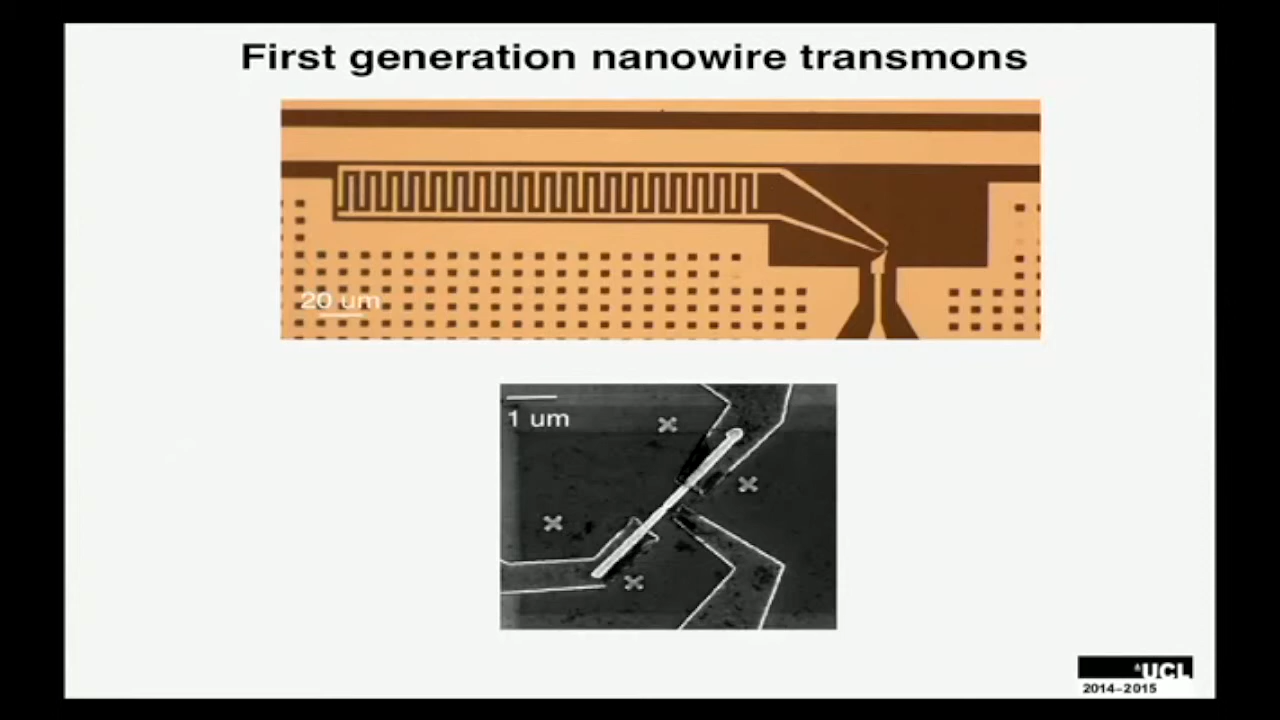 First generation nanowire transmons
20 um
1 um
UCL
2014–2015